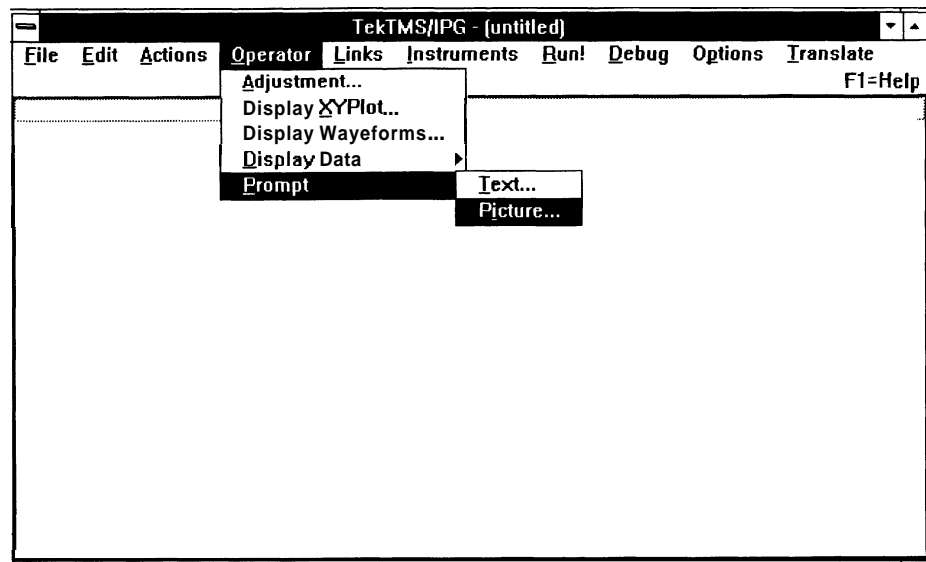 TekTMS/IPG - (untitled)
File Edit Actions Operator Links Instruments Run! Debug Options Translate
F1=Help
Adjustment...
Display XYPlot...
Display Wayeforms...
Display Data
Prompt
Text...
Picture...